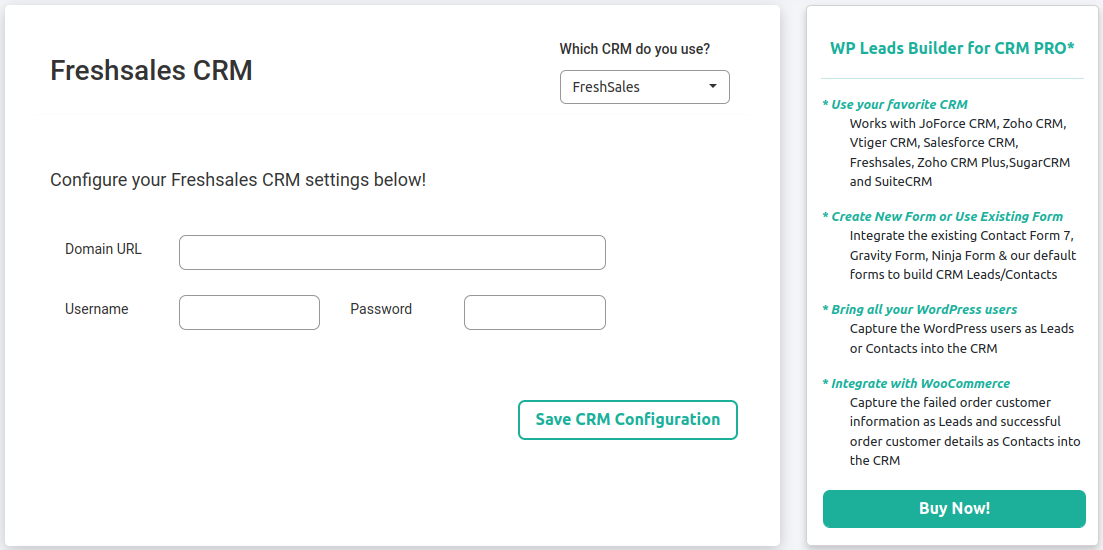 Freshsales CRM
Which CRM do you use?
FreshSales
Configure your Freshsales CRM settings below!
Domain URL
Username
Password
Save CRM Configuration
WP Leads Builder for CRM PRO*
* Use your favorite CRM
Works with JoForce CRM, Zoho CRM,
Vtiger CRM, Salesforce CRM,
Freshsales, Zoho CRM Plus,SugarCRM
and SuiteCRM
* Create New Form or Use Existing Form
Integrate the existing Contact Form 7,
Gravity Form, Ninja Form & our default
forms to build CRM Leads/Contacts
* Bring all your WordPress users
Capture the WordPress users as Leads
or Contacts into the CRM
* Integrate with WooCommerce
Capture the failed order customer
information as Leads and successful
order customer details as Contacts into
the CRM
Buy Now!